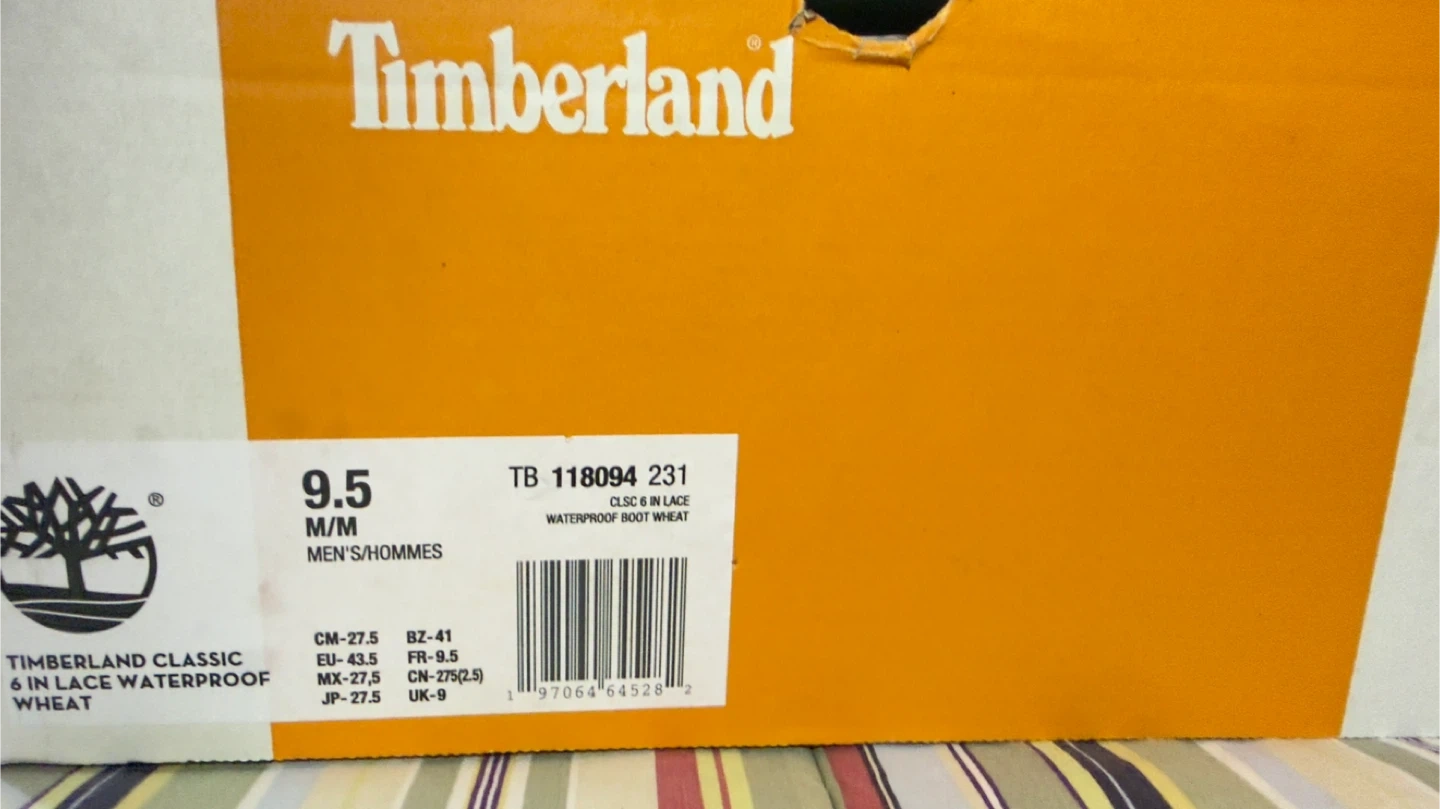 Timberland®
9.5
M/M
MEN'S/HOMMES
TB 118094 231
CLSC 6 IN LACE
WATERPROOF BOOT WHEAT
®
TIMBERLAND CLASSIC
6 IN LACE WATERPROOF
WHEAT
CM-27.5 BZ-41
EU-43.5 FR-9.5
MX-27,5 CN-275(2.5)
JP-27.5 UK-9
1 97064 64528 2